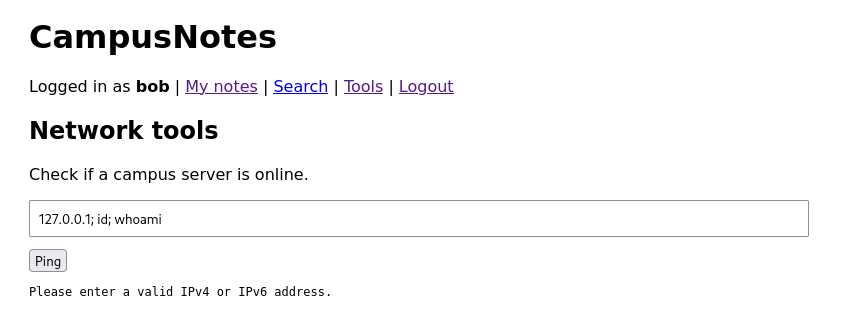 CampusNotes
Logged in as bob | My notes | Search | Tools | Logout
Network tools
Check if a campus server is online.
127.0.0.1; id; whoami
Ping
Please enter a valid IPv4 or IPv6 address.